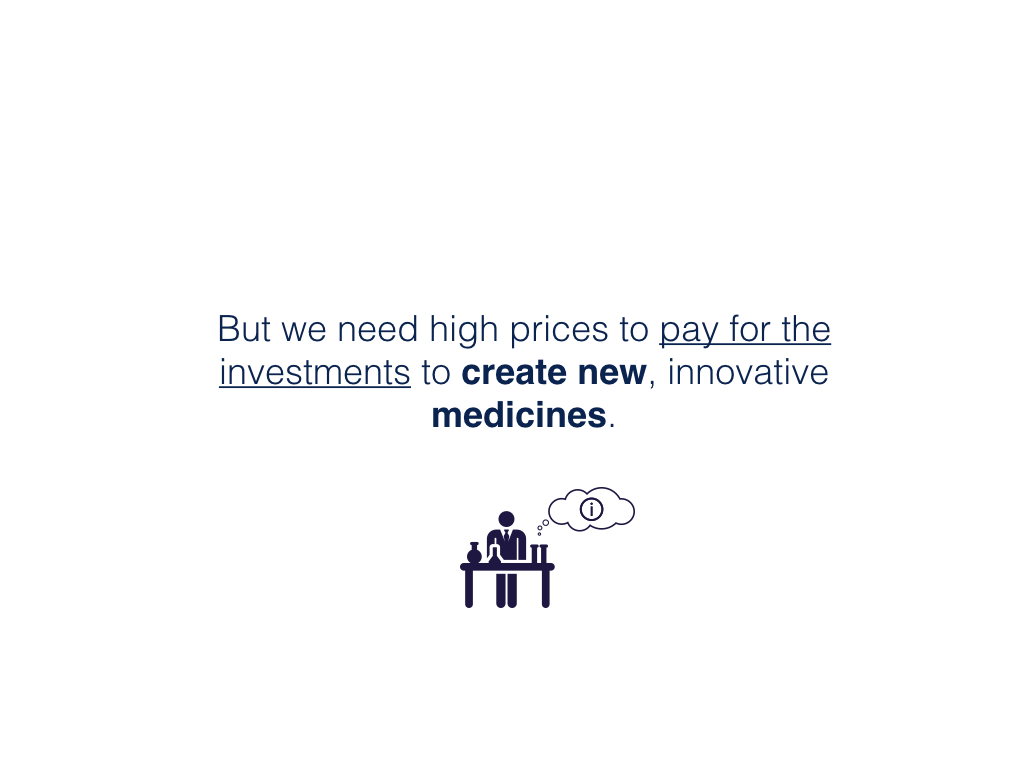 But we need high prices to pay for the
investments to create new, innovative
medicines.
i